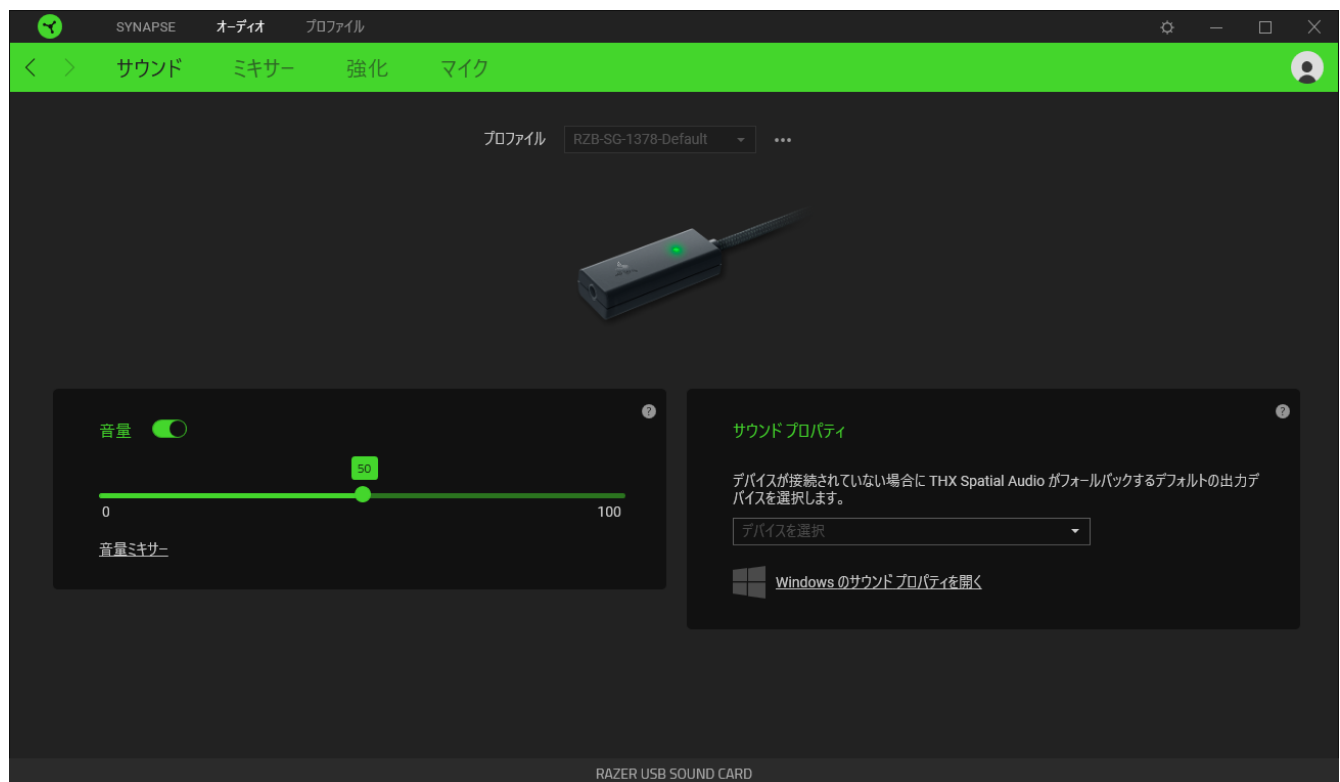 SYNAPSE オーディオ プロファイル
サウンド ミキサー 強化 マイク
プロファイル RZB-SG-1378-Default
音量
50
0 100
音量ミキサー
サウンド プロパティ
デバイスが接続されていない場合に THX Spatial Audio がフォールバックするデフォルトの出力デ
バイスを選択します。
デバイスを選択
Windows のサウンド プロパティを開く
RAZER USB SOUND CARD